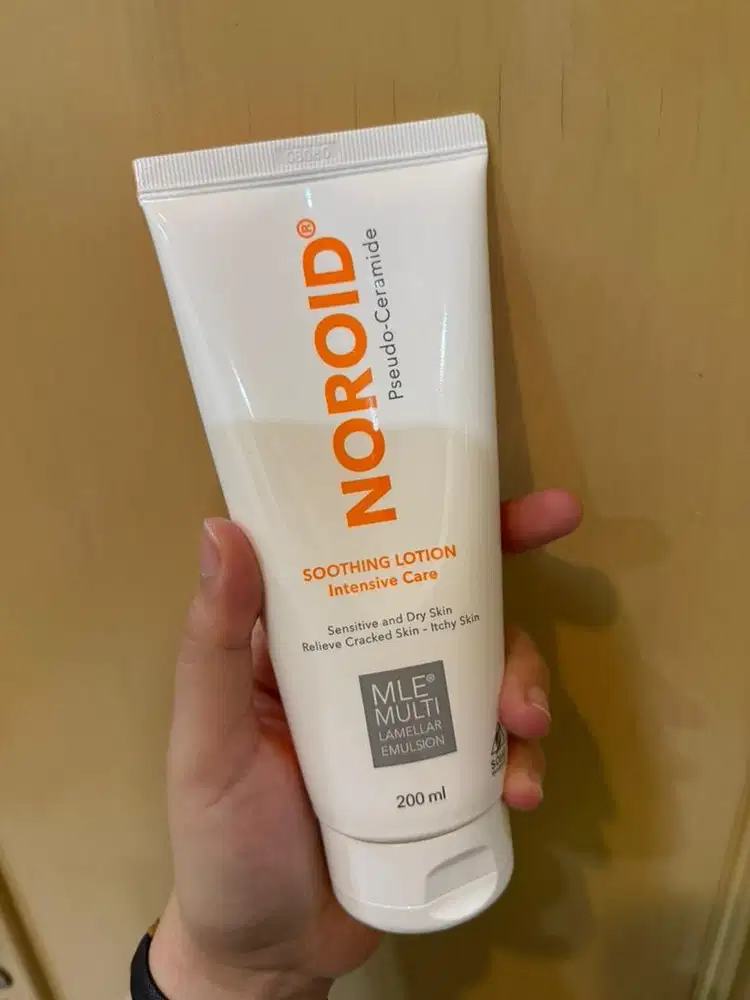 NOROID®
Pseudo-Ceramide
SOOTHING LOTION
Intensive Care
Sensitive and Dry Skin
Relieve Cracked Skin - Itchy Skin
MLE®
MULTI
LAMELLAR
EMULSION
200 ml